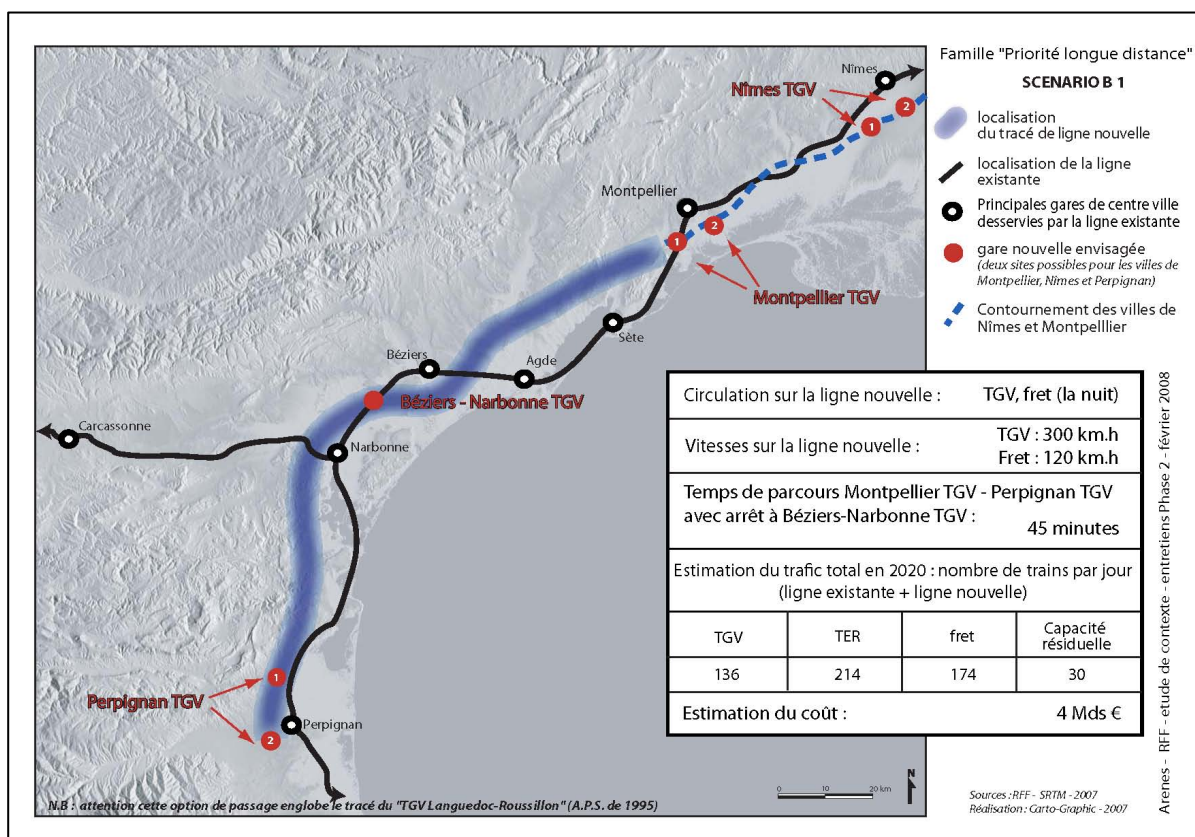 Famille "Priorité longue distance"
SCENARIO B 1
localisation
du tracé de ligne nouvelle
localisation de la ligne
existante
Principales gares de centre ville
desservies par la ligne existante
gare nouvelle envisagée
(deux sites possibles pour les villes de
Montpellier, Nîmes et Perpignan)
Contournement des villes de
Nîmes et Montpelllier
Nîmes
Nîmes TGV
2
1
Montpellier
2
1
Montpellier TGV
Sète
Béziers
Agde
Béziers - Narbonne TGV
Carcassonne
Narbonne
1
Perpignan TGV
Perpignan
2
Circulation sur la ligne nouvelle : TGV, fret (la nuit)
Vitesses sur la ligne nouvelle : TGV : 300 km.h
Fret : 120 km.h
Temps de parcours Montpellier TGV - Perpignan TGV
avec arrêt à Béziers-Narbonne TGV : 45 minutes
Estimation du trafic total en 2020 : nombre de trains par jour
(ligne existante + ligne nouvelle)
TGV TER fret Capacité
résiduelle
136 214 174 30
Estimation du coût : 4 Mds €
N.B : attention cette option de passage englobe le tracé du "TGV Languedoc-Roussillon" (A.P.S. de 1995)
0 10 20 km
N
Sources : RFF - SRTM - 2007
Réalisation : Carto-Graphic - 2007
Arenes - RFF - etude de contexte - entretiens Phase 2 - février 2008